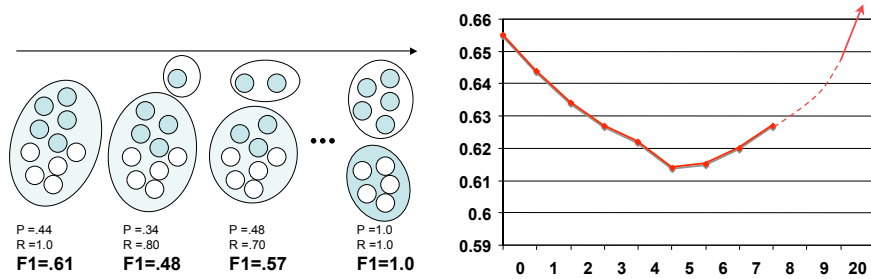 •••
P =.44
R =1.0
F1=.61
P =.34
R =.80
F1=.48
P =.48
R =.70
F1=.57
P =1.0
R =1.0
F1=1.0
0.66
0.65
0.64
0.63
0.62
0.61
0.6
0.59
0 1 2 3 4 5 6 7 8 9 20